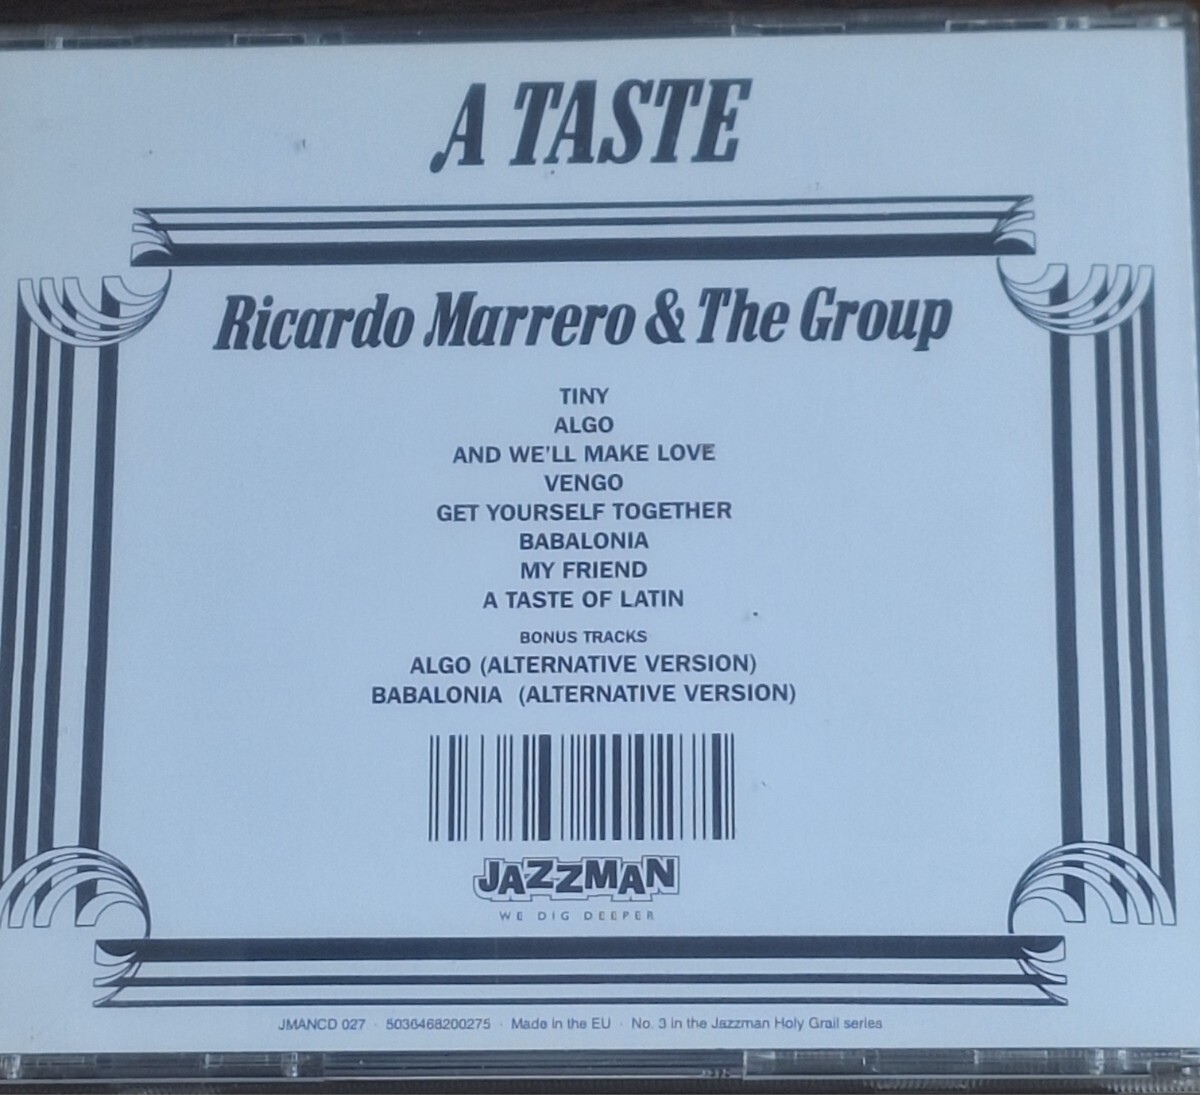 A TASTE
Ricardo Marrero & The Group
TINY
ALGO
AND WE'LL MAKE LOVE
VENGO
GET YOURSELF TOGETHER
BABALONIA
MY FRIEND
A TASTE OF LATIN
BONUS TRACKS
ALGO (ALTERNATIVE VERSION)
BABALONIA (ALTERNATIVE VERSION)
JAZZMAN
WE DIG DEEPER
JMANCD 027 · 5036468200275 · Made in the EU · No. 3 in the Jazzman Holy Grail series